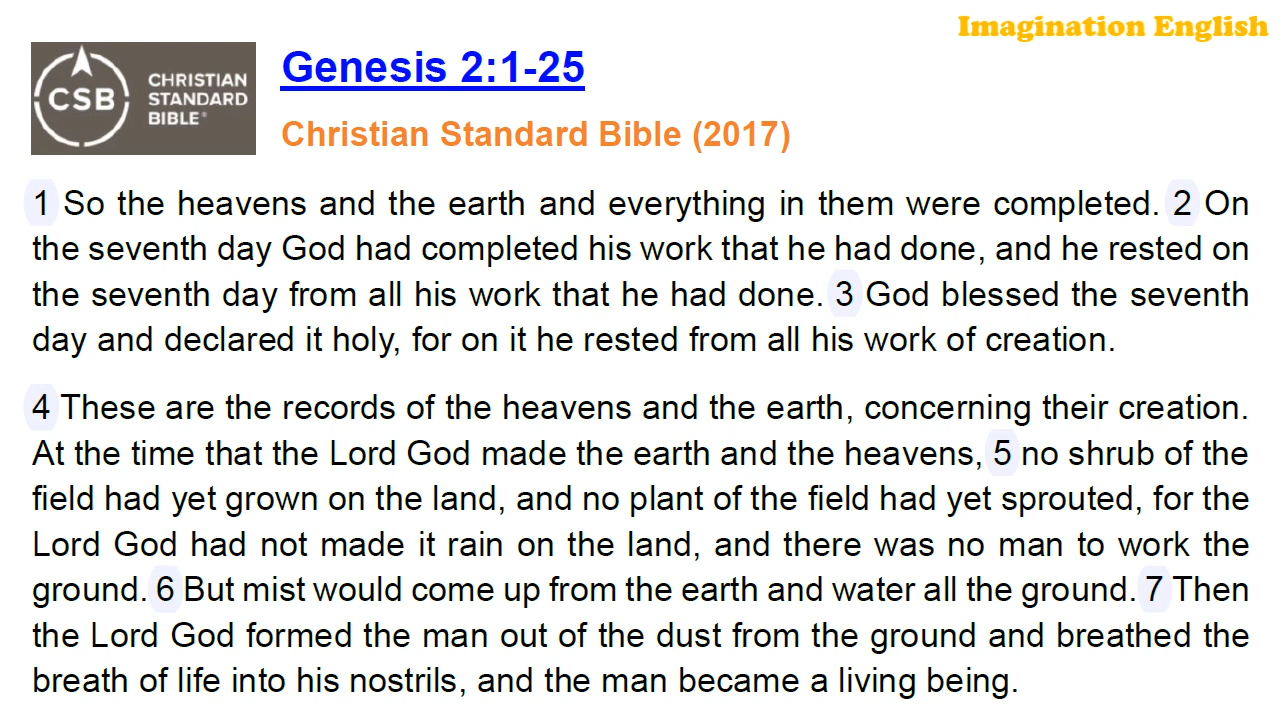 Imagination English
CSB
CHRISTIAN
STANDARD
BIBLE®
Genesis 2:1-25
Christian Standard Bible (2017)
1 So the heavens and the earth and everything in them were completed. 2 On
the seventh day God had completed his work that he had done, and he rested on
the seventh day from all his work that he had done. 3 God blessed the seventh
day and declared it holy, for on it he rested from all his work of creation.
4 These are the records of the heavens and the earth, concerning their creation.
At the time that the Lord God made the earth and the heavens, 5 no shrub of the
field had yet grown on the land, and no plant of the field had yet sprouted, for the
Lord God had not made it rain on the land, and there was no man to work the
ground. 6 But mist would come up from the earth and water all the ground. 7 Then
the Lord God formed the man out of the dust from the ground and breathed the
breath of life into his nostrils, and the man became a living being.